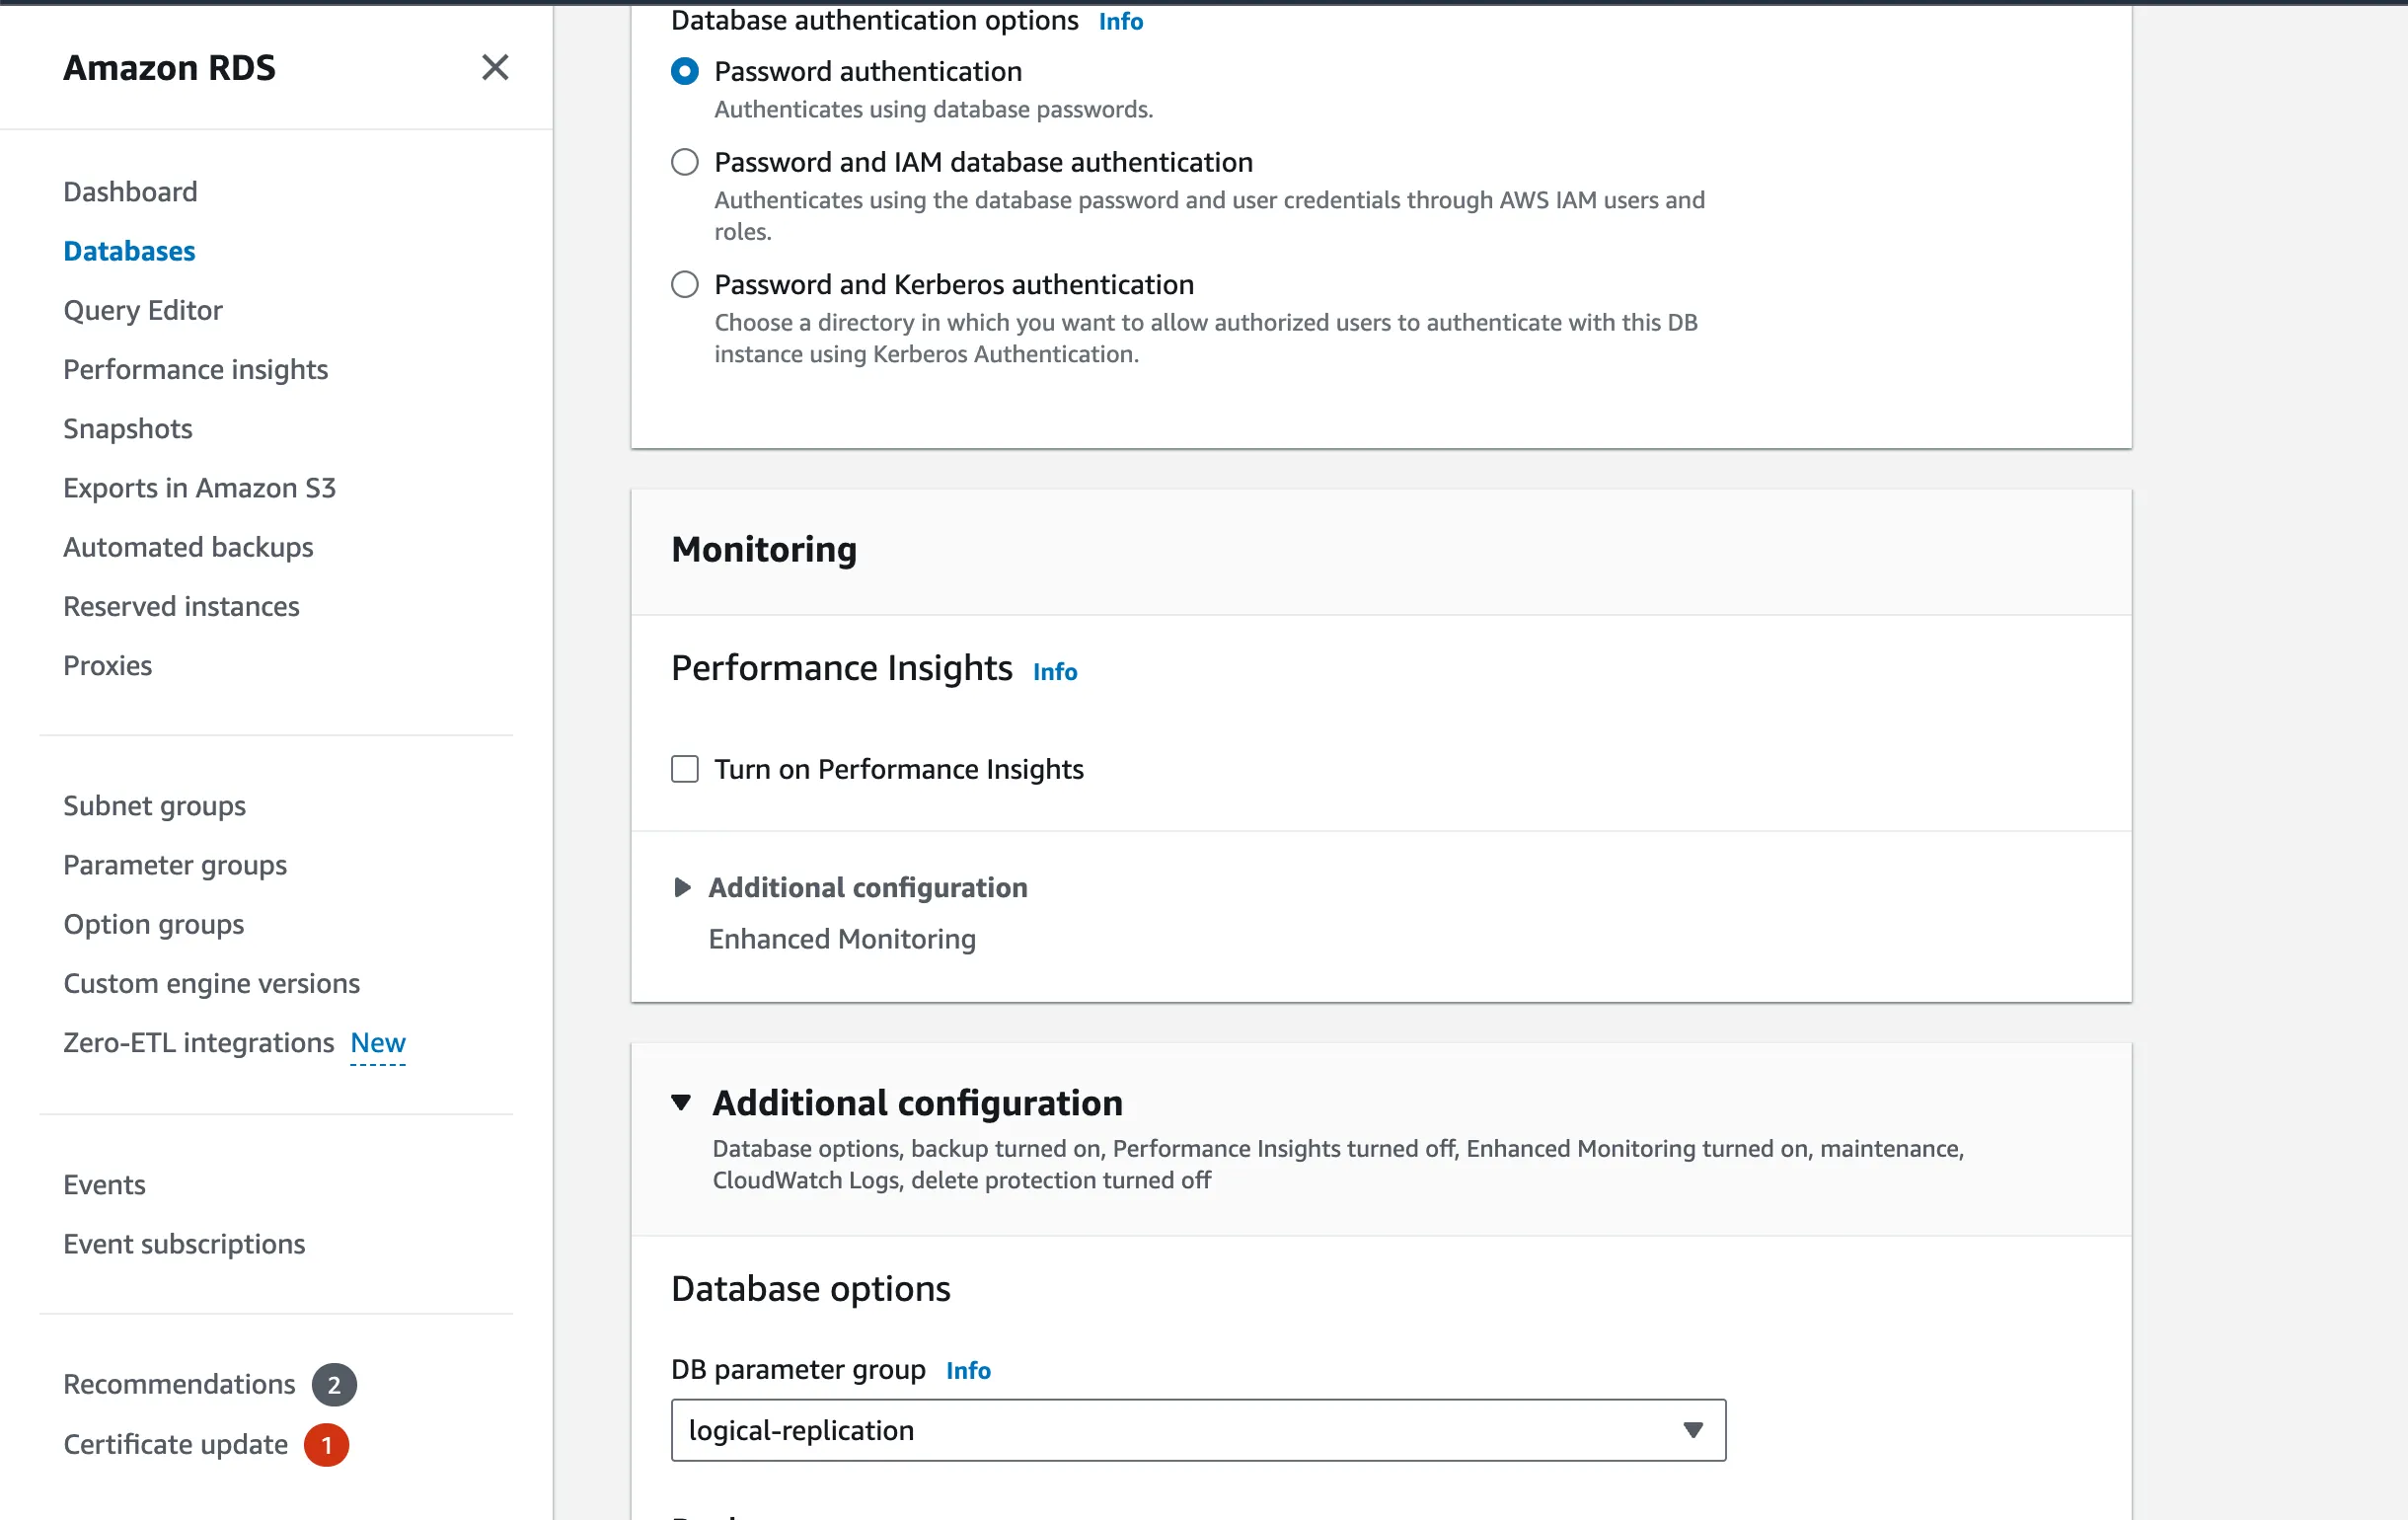 Amazon RDS
Dashboard
Databases
Query Editor
Performance insights
Snapshots
Exports in Amazon S3
Automated backups
Reserved instances
Proxies
Subnet groups
Parameter groups
Option groups
Custom engine versions
Zero-ETL integrations New
Events
Event subscriptions
Recommendations 2
Certificate update 1
Database authentication options Info
Password authentication
Authenticates using database passwords.
Password and IAM database authentication
Authenticates using the database password and user credentials through AWS IAM users and
roles.
Password and Kerberos authentication
Choose a directory in which you want to allow authorized users to authenticate with this DB
instance using Kerberos Authentication.
Monitoring
Performance Insights Info
Turn on Performance Insights
Additional configuration
Enhanced Monitoring
Additional configuration
Database options, backup turned on, Performance Insights turned off, Enhanced Monitoring turned on, maintenance,
CloudWatch Logs, delete protection turned off
Database options
DB parameter group Info
logical-replication